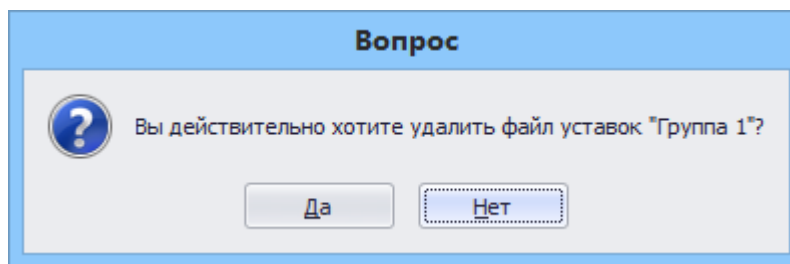 Вопрос
Вы действительно хотите удалить файл уставок "Группа 1"?
Да
Нет